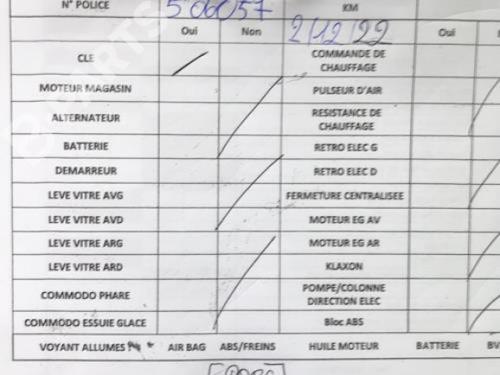 N° POLICE 506057 KM
Oui Non 2/12/22 Oui
CLE COMMANDE DE CHAUFFAGE
MOTEUR MAGASIN PULSEUR D'AIR
ALTERNATEUR RESISTANCE DE CHAUFFAGE
BATTERIE RETRO ELEC G
DEMARREUR RETRO ELEC D
LEVE VITRE AVG FERMETURE CENTRALISEE
LEVE VITRE AVD MOTEUR EG AV
LEVE VITRE ARG MOTEUR EG AR
LEVE VITRE ARD KLAXON
COMMODO PHARE POMPE/COLONNE DIRECTION ELEC
COMMODO ESSUIE GLACE Bloc ABS
VOYANT ALLUMES AIR BAG ABS/FREINS HUILE MOTEUR BATTERIE BV